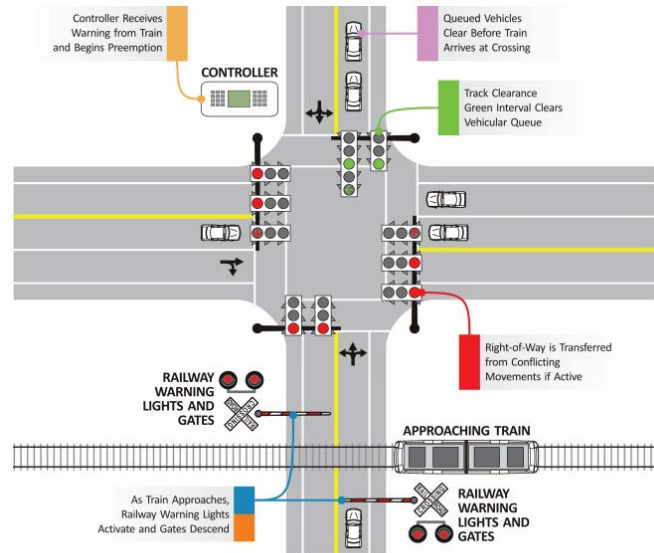 Controller Receives
Warning from Train
and Begins Preemption
CONTROLLER
Queued Vehicles
Clear Before Train
Arrives at Crossing
Track Clearance
Green Interval Clears
Vehicular Queue
Right-of-Way is Transferred
from Conflicting
Movements if Active
RAILWAY
WARNING
LIGHTS AND
GATES
APPROACHING TRAIN
As Train Approaches,
Railway Warning Lights
Activate and Gates Descend
RAILWAY
WARNING
LIGHTS AND
GATES